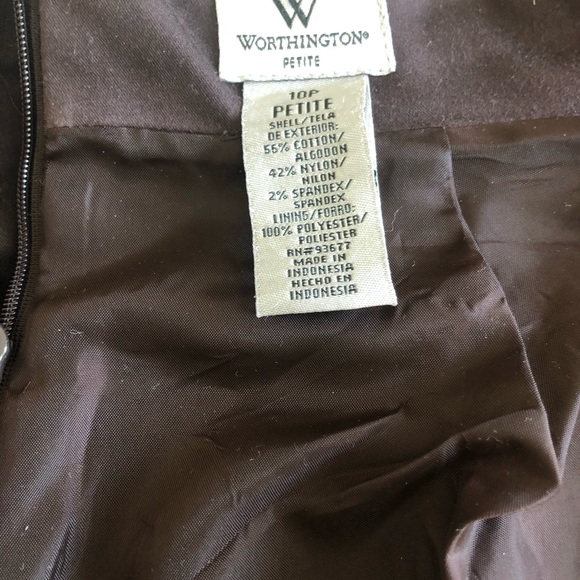 W
WORTHINGTON®
PETITE
10P
PETITE
SHELL/TELA
DE EXTERIOR:
56% COTTON/
ALGODON
42% NYLON/
NILON
2% SPANDEX/
SPANDEX
LINING/FORRO:
100% POLYESTER/
POLIESTER
RN#93677
MADE IN
INDONESIA
HECHO EN
INDONESIA